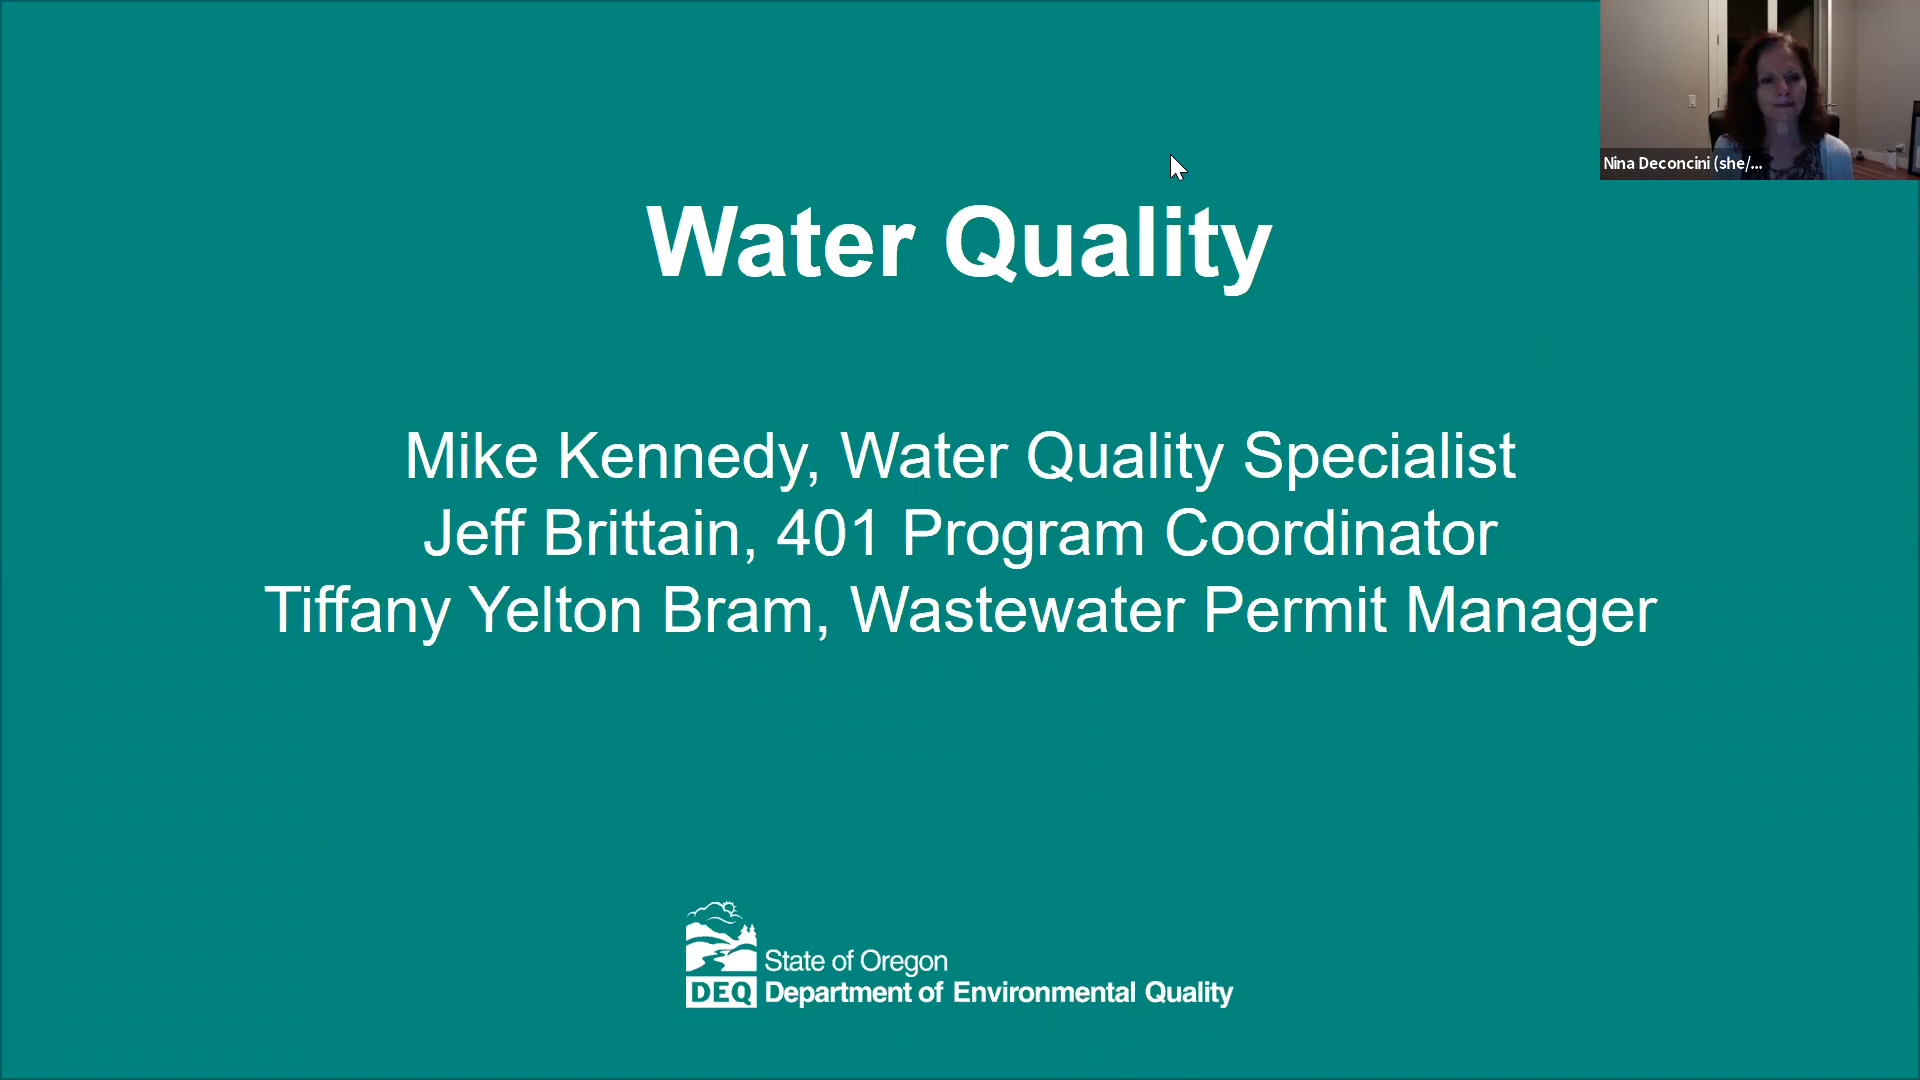 Nina Deconcini (she/...
Water Quality
Mike Kennedy, Water Quality Specialist
Jeff Brittain, 401 Program Coordinator
Tiffany Yelton Bram, Wastewater Permit Manager
State of Oregon
DEQ Department of Environmental Quality